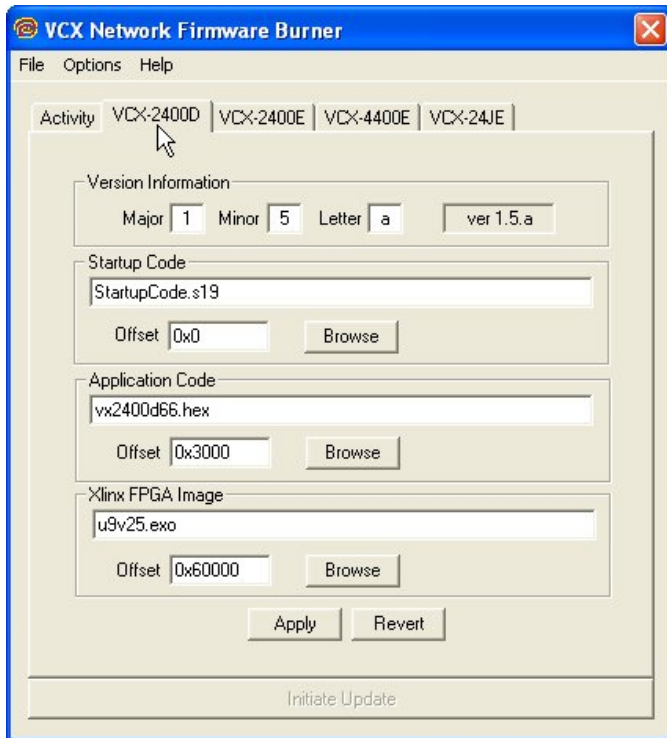 VCX Network Firmware Burner
File Options Help
Activity VCX-2400D VCX-2400E VCX-4400E VCX-24JE
Version Information
Major 1 Minor 5 Letter a ver 1.5.a
Startup Code
StartupCode.s19
Offset 0x0 Browse
Application Code
vx2400d66.hex
Offset 0x3000 Browse
Xlinx FPGA Image
u9v25.exo
Offset 0x60000 Browse
Apply Revert
Initiate Update